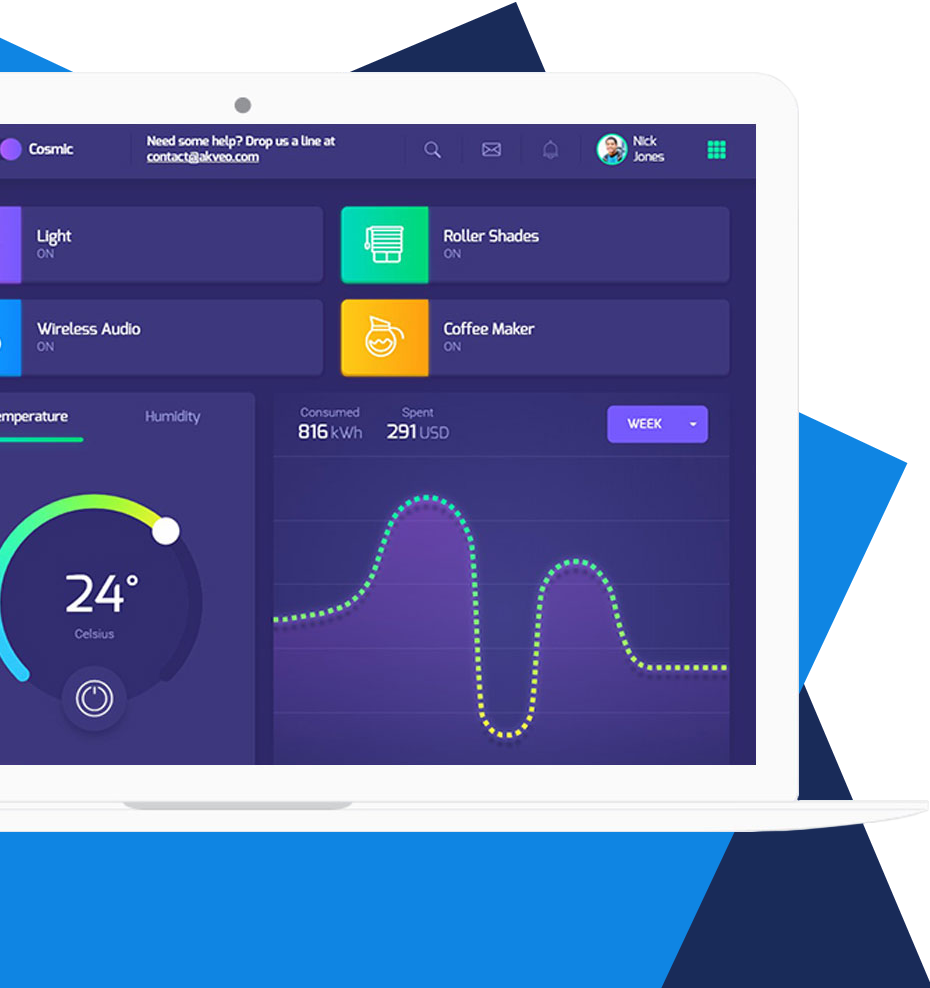 Cosmic
Need some help? Drop us a line at
contact@akveo.com
Nick
Jones
Light
ON
Roller Shades
ON
Wireless Audio
ON
Coffee Maker
ON
emperature
Humidity
Consumed
816 kWh
Spent
291 USD
WEEK
24°
Celsius